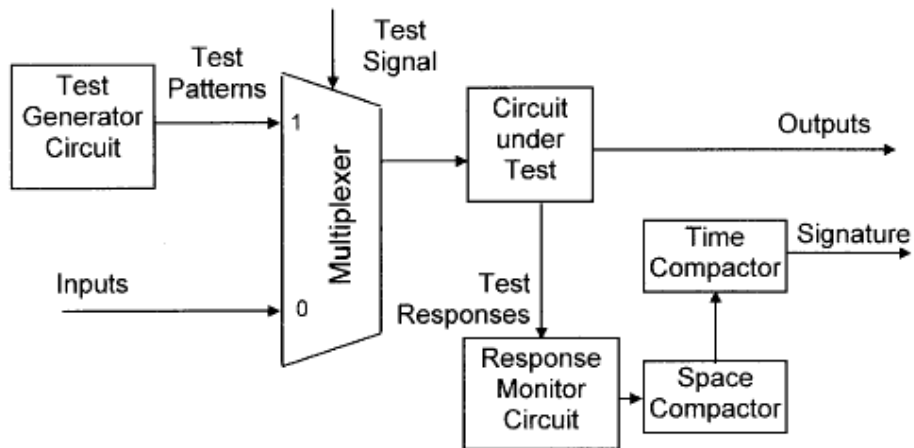 Test
Generator
Circuit
Test
Patterns
Test
Signal
1
Multiplexer
0
Inputs
Circuit
under
Test
Outputs
Test
Responses
Response
Monitor
Circuit
Space
Compactor
Time
Compactor
Signature